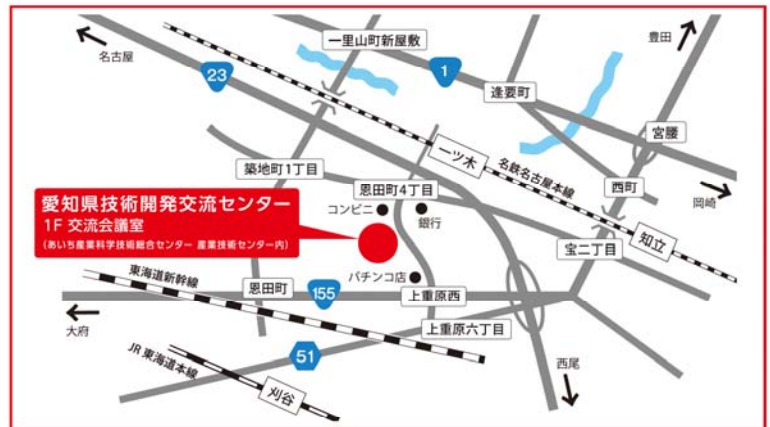 名古屋
一里山町新屋敷
豊田
23
1
逢要町
宮腰
一ツ木
名鉄名古屋本線
築地町1丁目
西町
岡崎
恩田町4丁目
コンビニ
銀行
知立
愛知県技術開発交流センター
1F 交流会議室
(あいち産業科学技術総合センター 産業技術センター内)
宝二丁目
パチンコ店
東海道新幹線
恩田町
155
上重原西
大府
上重原六丁目
51
JR東海道本線
刈谷
西尾